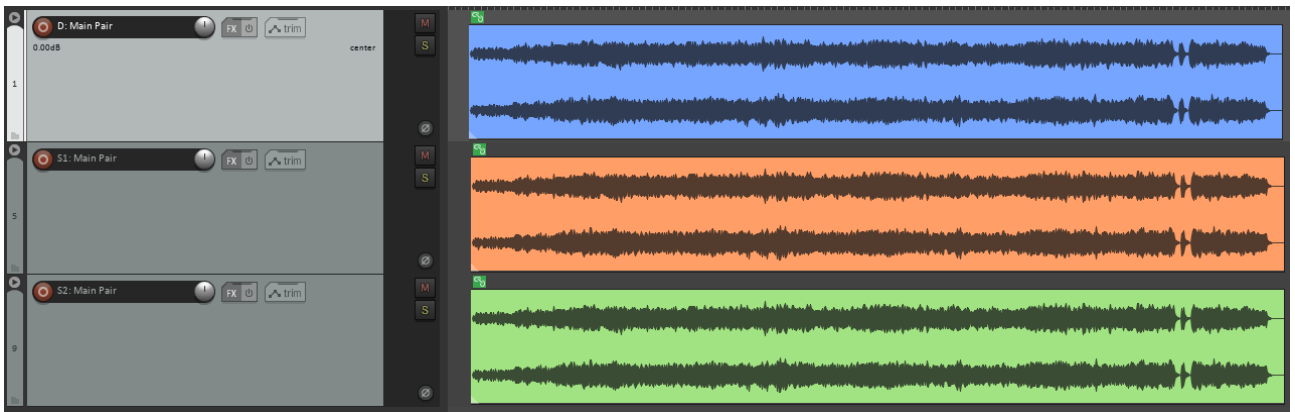 D: Main Pair FX trim M
0.00dB center S
1
S1: Main Pair FX trim M
S
5
S2: Main Pair FX trim M
S
9